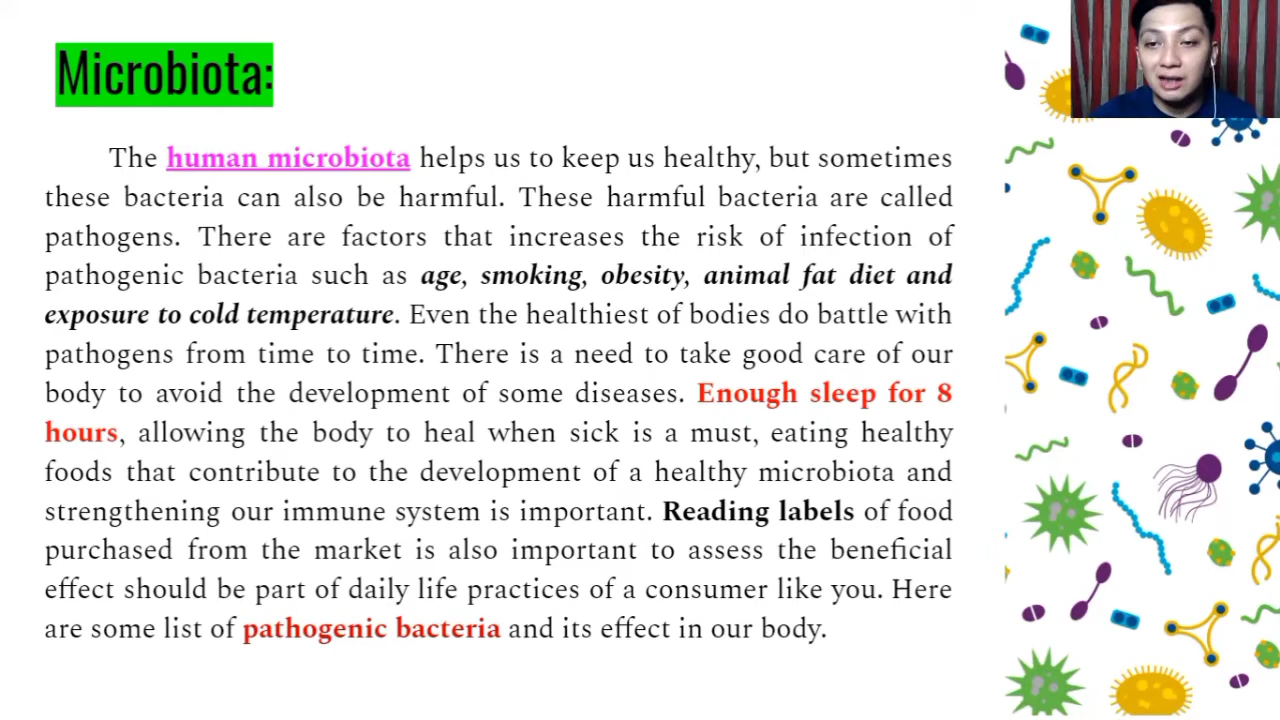 Microbiota:
The human microbiota helps us to keep us healthy, but sometimes
these bacteria can also be harmful. These harmful bacteria are called
pathogens. There are factors that increases the risk of infection of
pathogenic bacteria such as age, smoking, obesity, animal fat diet and
exposure to cold temperature. Even the healthiest of bodies do battle with
pathogens from time to time. There is a need to take good care of our
body to avoid the development of some diseases. Enough sleep for 8
hours, allowing the body to heal when sick is a must, eating healthy
foods that contribute to the development of a healthy microbiota and
strengthening our immune system is important. Reading labels of food
purchased from the market is also important to assess the beneficial
effect should be part of daily life practices of a consumer like you. Here
are some list of pathogenic bacteria and its effect in our body.